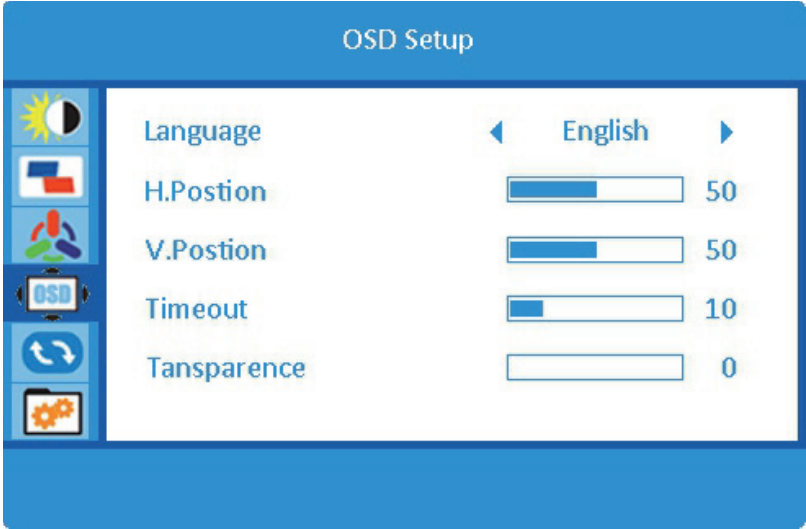 OSD Setup
Language English
H.Postion 50
V.Postion 50
OSD
Timeout 10
Tansparence 0